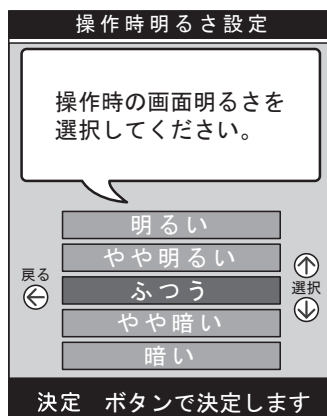 操作時明るさ設定
操作時の画面明るさを
選択してください。
明るい
やや明るい
ふつう
やや暗い
暗い
戻る
選択
決定 ボタンで決定します